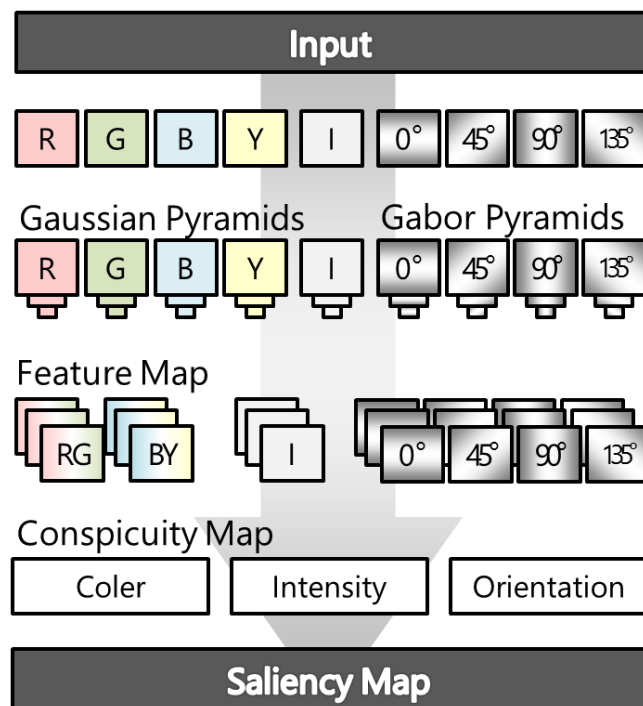 Input
R G B Y I 0° 45° 90° 135°
Gaussian Pyramids Gabor Pyramids
R G B Y I 0° 45° 90° 135°
Feature Map
RG BY I 0° 45° 90° 135°
Conspicuity Map
Coler Intensity Orientation
Saliency Map